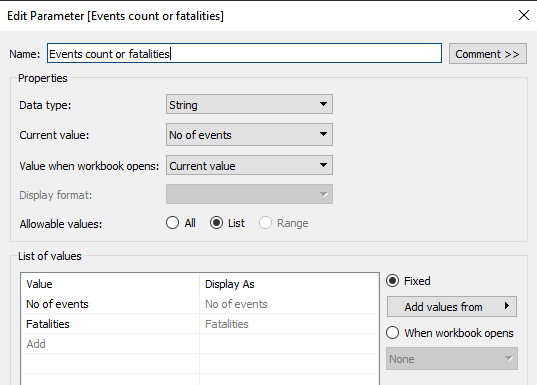 Edit Parameter [Events count or fatalities]
Name: Events count or fatalities Comment >>
Properties
Data type: String
Current value: No of events
Value when workbook opens: Current value
Display format:
Allowable values: All List Range
List of values
Value Display As
No of events No of events
Fatalities Fatalities
Add
Fixed
Add values from
When workbook opens
None